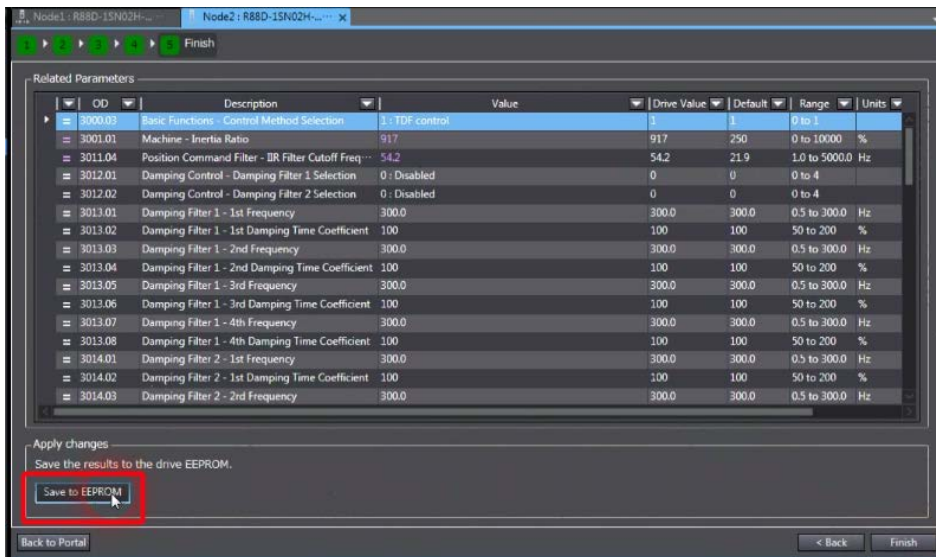 Node1 : R88D-1SN02H-...
Node2 : R88D-1SN02H-... x
1 2 3 4 5 Finish
Related Parameters
OD Description Value Drive Value Default Range Units
= 3000.03 Basic Functions - Control Method Selection 1 : TDF control 1 1 0 to 1
= 3001.01 Machine - Inertia Ratio 917 917 250 0 to 10000 %
= 3011.04 Position Command Filter - IIR Filter Cutoff Freq... 54.2 54.2 21.9 1.0 to 5000.0 Hz
= 3012.01 Damping Control - Damping Filter 1 Selection 0 : Disabled 0 0 0 to 4
= 3012.02 Damping Control - Damping Filter 2 Selection 0 : Disabled 0 0 0 to 4
= 3013.01 Damping Filter 1 - 1st Frequency 300.0 300.0 300.0 0.5 to 300.0 Hz
= 3013.02 Damping Filter 1 - 1st Damping Time Coefficient 100 100 100 50 to 200 %
= 3013.03 Damping Filter 1 - 2nd Frequency 300.0 300.0 300.0 0.5 to 300.0 Hz
= 3013.04 Damping Filter 1 - 2nd Damping Time Coefficient 100 100 100 50 to 200 %
= 3013.05 Damping Filter 1 - 3rd Frequency 300.0 300.0 300.0 0.5 to 300.0 Hz
= 3013.06 Damping Filter 1 - 3rd Damping Time Coefficient 100 100 100 50 to 200 %
= 3013.07 Damping Filter 1 - 4th Frequency 300.0 300.0 300.0 0.5 to 300.0 Hz
= 3013.08 Damping Filter 1 - 4th Damping Time Coefficient 100 100 100 50 to 200 %
= 3014.01 Damping Filter 2 - 1st Frequency 300.0 300.0 300.0 0.5 to 300.0 Hz
= 3014.02 Damping Filter 2 - 1st Damping Time Coefficient 100 100 100 50 to 200 %
= 3014.03 Damping Filter 2 - 2rd Frequency 300.0 300.0 300.0 0.5 to 300.0 Hz
Apply changes
Save the results to the drive EEPROM.
Save to EEPROM
Back to Portal
< Back
Finish